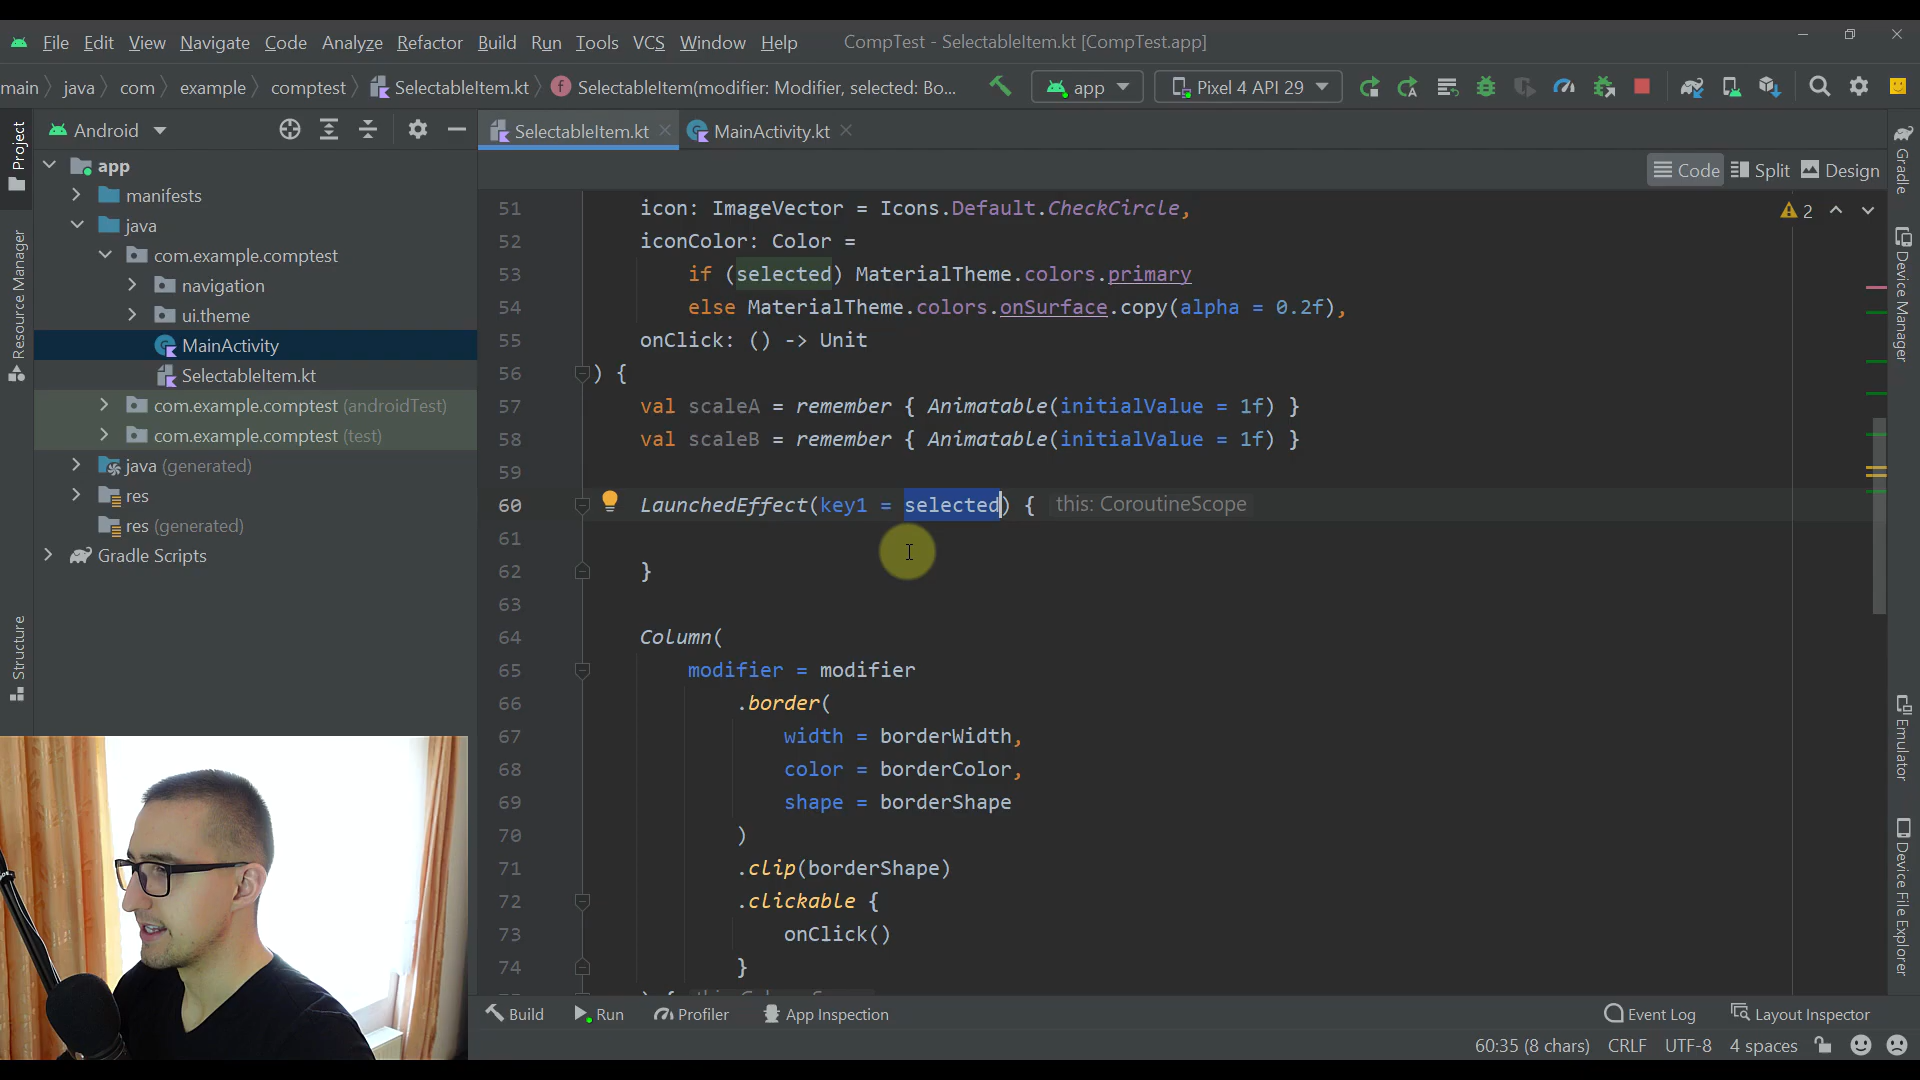 File Edit View Navigate Code Analyze Refactor Build Run Tools VCS Window Help CompTest - SelectableItem.kt [CompTest.app]
main java com example comptest SelectableItem.kt SelectableItem(modifier: Modifier, selected: Bo... app Pixel 4 API 29
Android SelectableItem.kt MainActivity.kt
Code Split Design
Project
Resource Manager
Structure
app
manifests
java
com.example.comptest
navigation
ui.theme
MainActivity
SelectableItem.kt
com.example.comptest (androidTest)
com.example.comptest (test)
java (generated)
res
res (generated)
Gradle Scripts
2
51 icon: ImageVector = Icons.Default.CheckCircle,
52 iconColor: Color =
53 if (selected) MaterialTheme.colors.primary
54 else MaterialTheme.colors.onSurface.copy(alpha = 0.2f),
55 onClick: () -> Unit
56 ) {
57 val scaleA = remember { Animatable(initialValue = 1f) }
58 val scaleB = remember { Animatable(initialValue = 1f) }
59
60 LaunchedEffect(key1 = selected) { this: CoroutineScope
61
62 }
63
64 Column(
65 modifier = modifier
66 .border(
67 width = borderWidth,
68 color = borderColor,
69 shape = borderShape
70 )
71 .clip(borderShape)
72 .clickable {
73 onClick()
74 }
Gradle
Device Manager
Emulator
Device File Explorer
Build Run Profiler App Inspection Event Log Layout Inspector
60:35 (8 chars) CRLF UTF-8 4 spaces